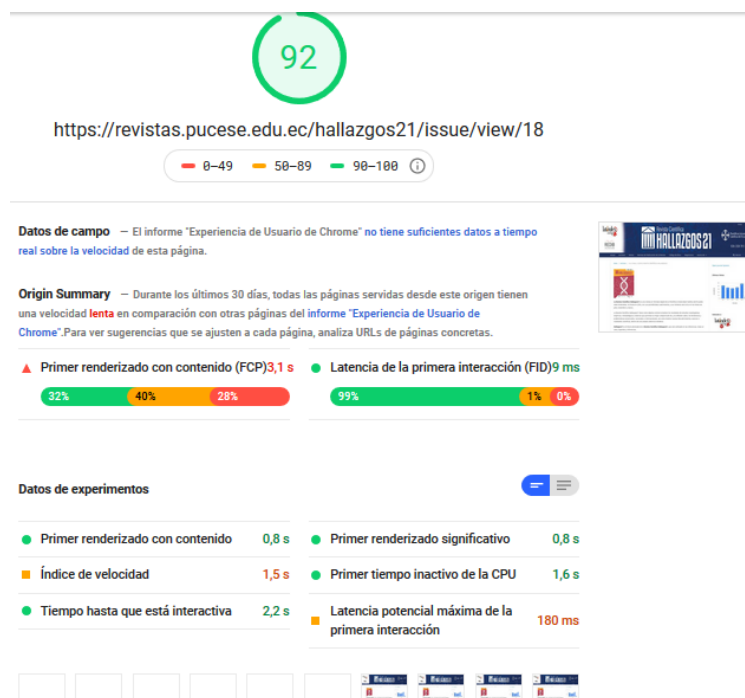 92
https://revistas.pucese.edu.ec/hallazgos21/issue/view/18
0–49 50–89 90–100
Datos de campo — El informe "Experiencia de Usuario de Chrome" no tiene suficientes datos a tiempo
real sobre la velocidad de esta página.
HALLAZGOS21
Origin Summary — Durante los últimos 30 días, todas las páginas servidas desde este origen tienen
una velocidad lenta en comparación con otras páginas del informe "Experiencia de Usuario de
Chrome".Para ver sugerencias que se ajusten a cada página, analiza URLs de páginas concretas.
Primer renderizado con contenido (FCP)3,1 s
32% 40% 28%
Latencia de la primera interacción (FID)9 ms
99% 1% 0%
Datos de experimentos
Primer renderizado con contenido 0,8 s
Primer renderizado significativo 0,8 s
Índice de velocidad 1,5 s
Primer tiempo inactivo de la CPU 1,6 s
Tiempo hasta que está interactiva 2,2 s
Latencia potencial máxima de la
primera interacción 180 ms